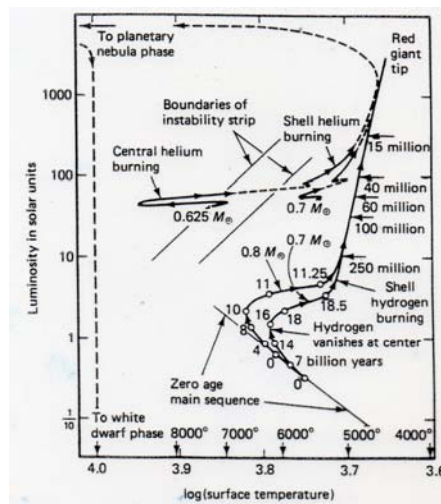 To planetary
nebula phase
Red
giant
tip
Boundaries of
instability strip
Shell helium
burning
Central helium
burning
15 million
0.625 M☉
0.7 M☉
40 million
60 million
100 million
0.7 M☉
0.8 M☉
11.25
11
250 million
10
16
18
18.5
Shell
hydrogen
burning
8
Hydrogen
vanishes at
center
4
14
0
7 billion years
0
Zero age
main sequence
To white
dwarf phase
8000°
7000°
6000°
5000°
4000°
Luminosity in solar units
1000
100
10
1
1/10
4.0
3.9
3.8
3.7
3.6
log(surface temperature)